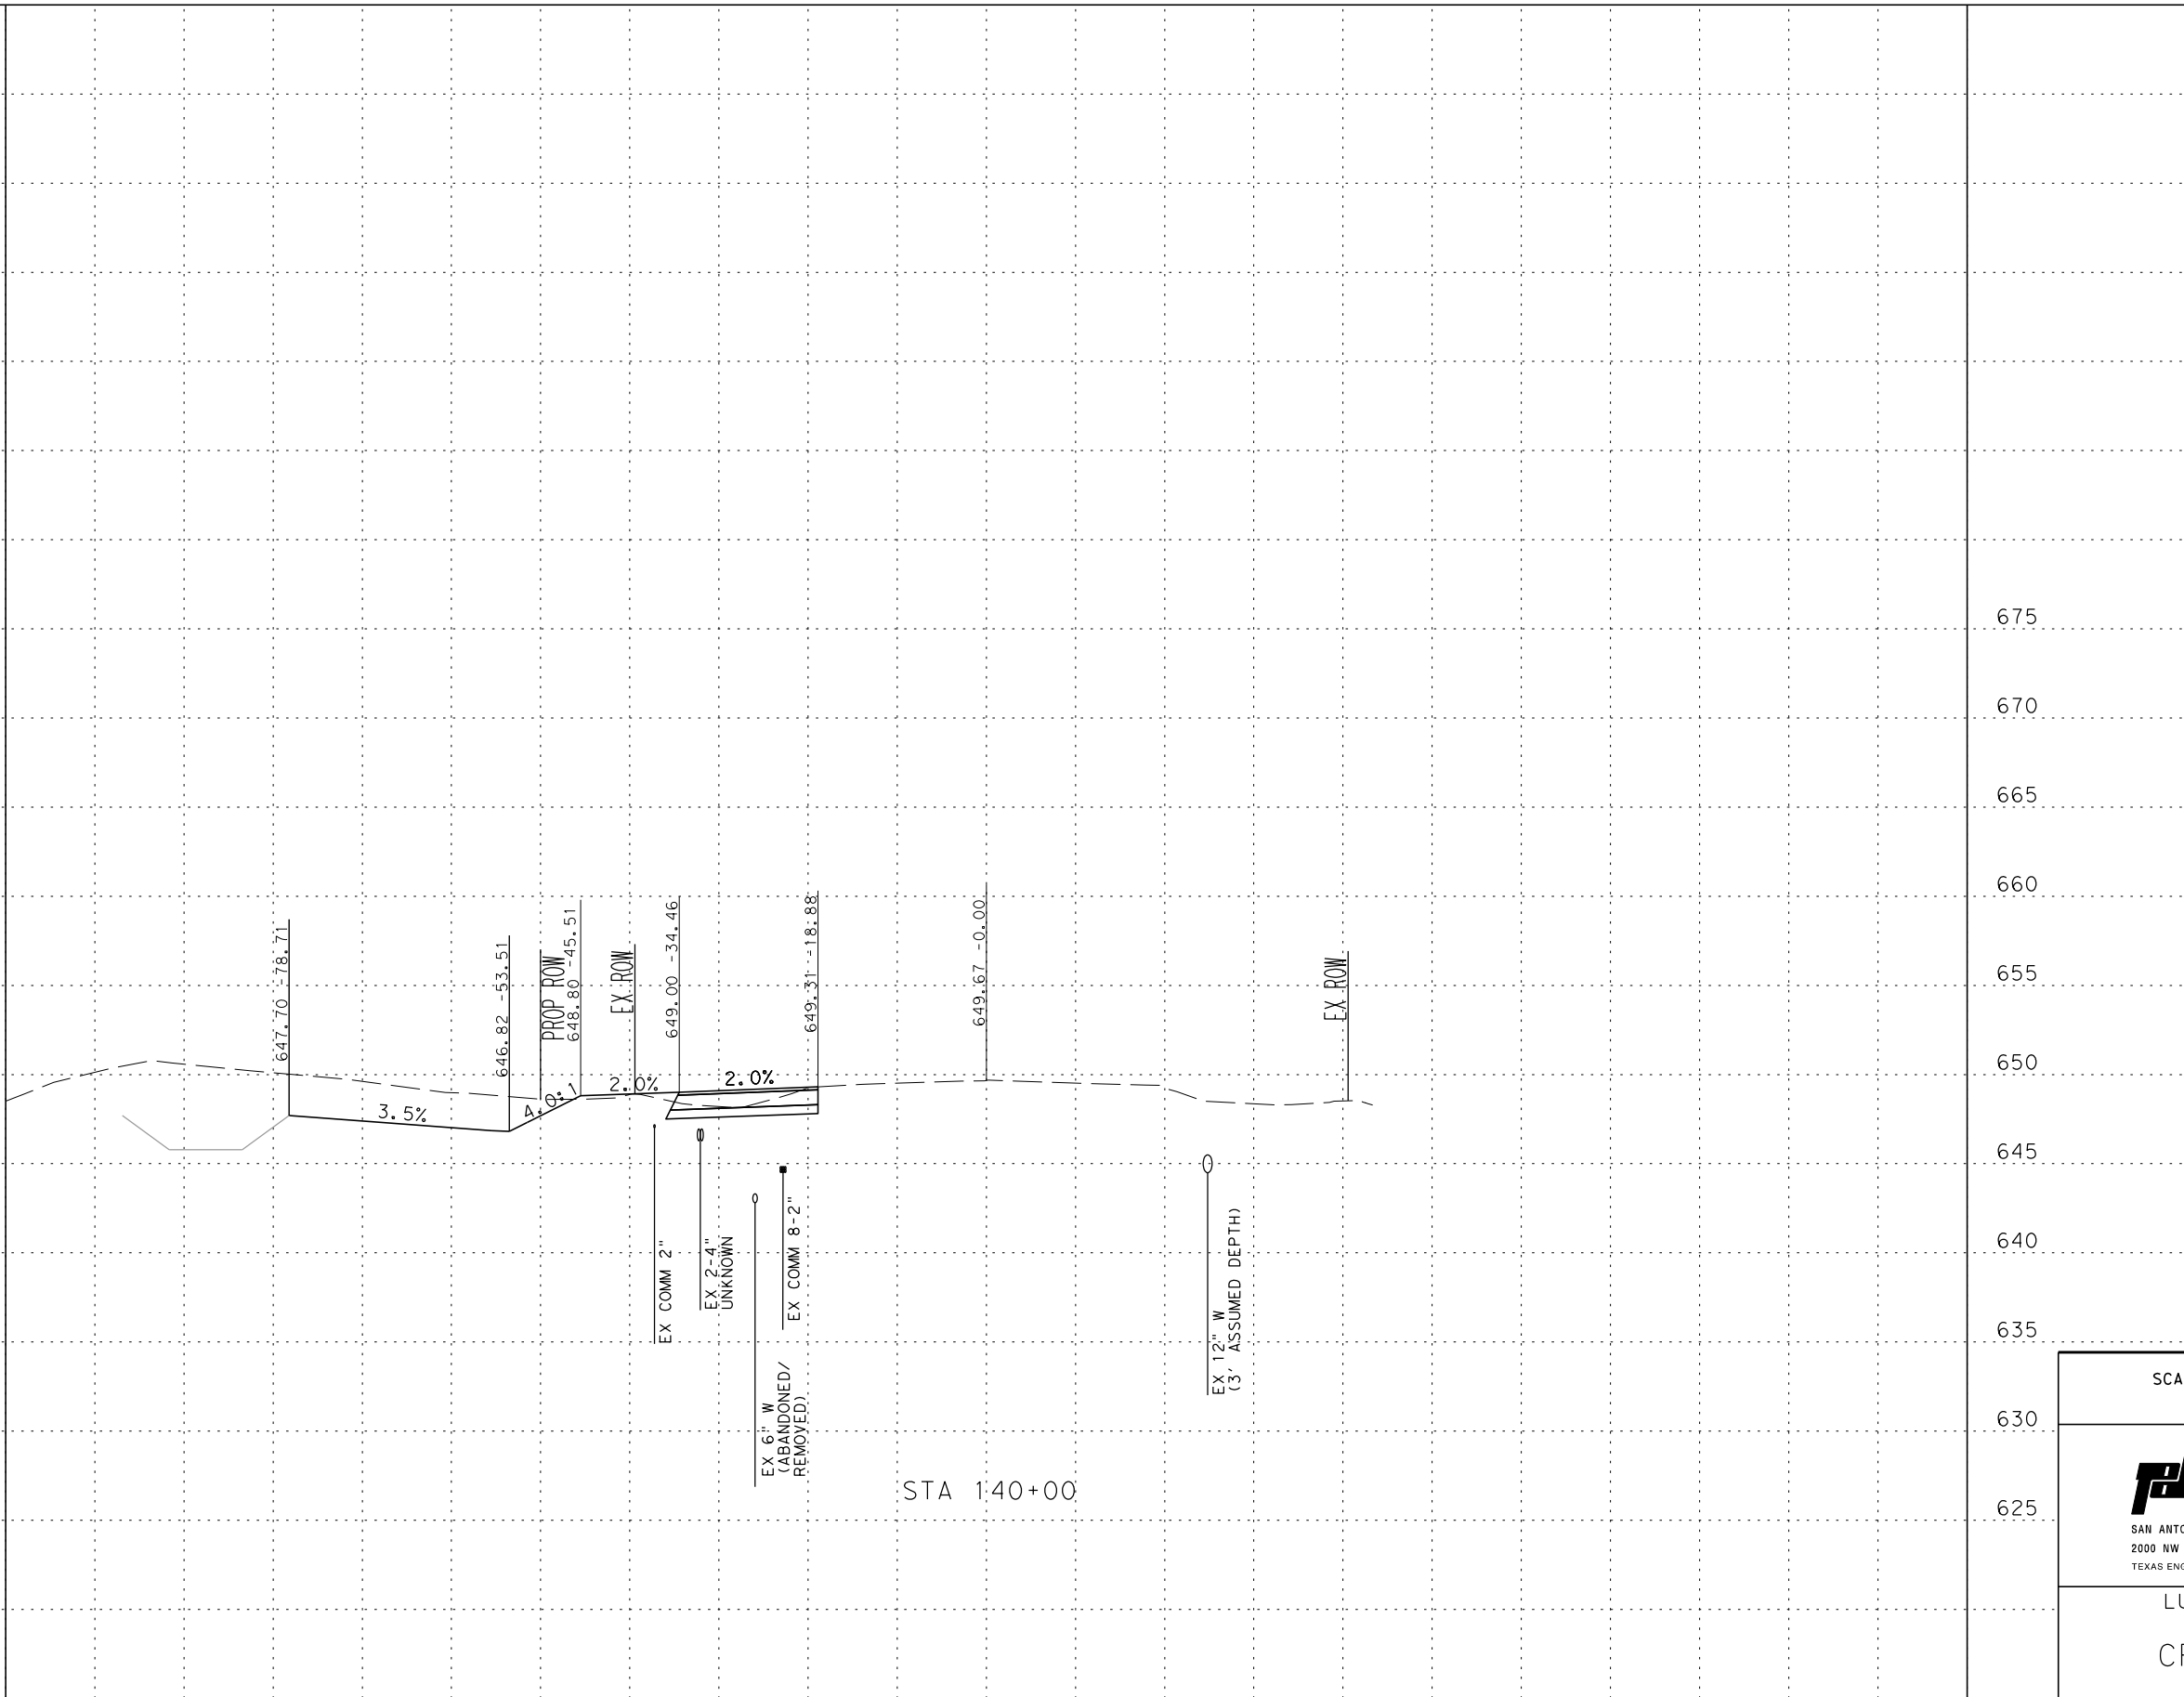 675
670
665
660
655
650
645
640
635
630
625
647.70 -78.71
646.82 -53.51
PROP ROW
648.80 -45.51
EX ROW
649.00 -34.46
649.31 -18.88
649.67 -0.00
EX ROW
3.5%
4.0:1
2.0%
2.0%
EX COMM 2"
EX 2-4"
UNKNOWN
EX 6" W
(ABANDONED/
REMOVED)
EX COMM 8-2"
EX 12" W
(3' ASSUMED DEPTH)
STA 140+00
SCA
SAN ANTO
2000 NW
TEXAS ENG
LU